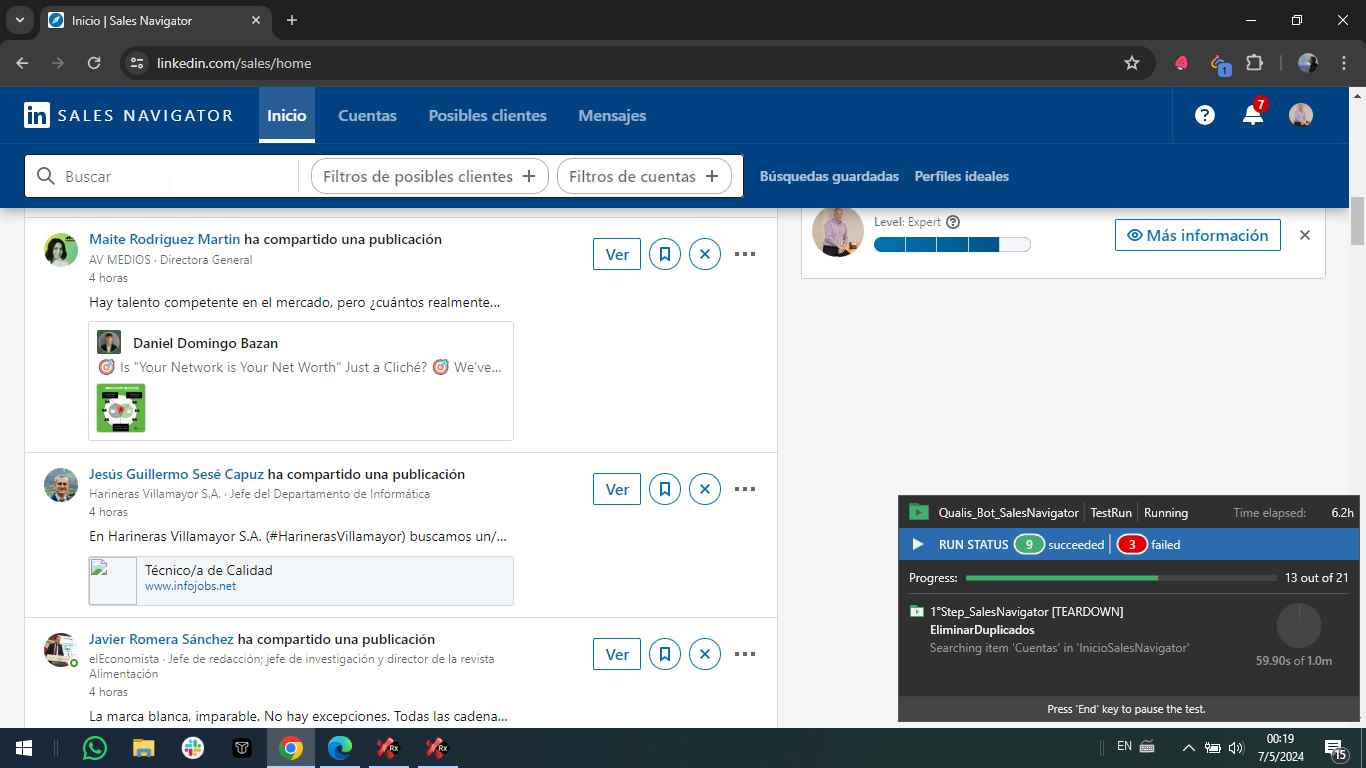 Inicio | Sales Navigator
linkedin.com/sales/home
1
in SALES NAVIGATOR
Inicio
Cuentas
Posibles clientes
Mensajes
7
Buscar
Filtros de posibles clientes
Filtros de cuentas
Búsquedas guardadas
Perfiles ideales
Maite Rodriguez Martin ha compartido una publicación
AV MEDIOS · Directora General
4 horas
Hay talento competente en el mercado, pero ¿cuántos realmente...
Ver
Daniel Domingo Bazan
🎯 Is "Your Network is Your Net Worth" Just a Cliché? 🎯 We've...
Jesús Guillermo Sesé Capuz ha compartido una publicación
Harineras Villamayor S.A. · Jefe del Departamento de Informática
4 horas
En Harineras Villamayor S.A. (#HarinerasVillamayor) buscamos un/...
Ver
Técnico/a de Calidad
www.infojobs.net
Javier Romera Sánchez ha compartido una publicación
elEconomista · Jefe de redacción; jefe de investigación y director de la revista
Alimentación
4 horas
La marca blanca, imparable. No hay excepciones. Todas las cadena...
Ver
Level: Expert
Más información
Qualis_Bot_SalesNavigator
TestRun
Running
Time elapsed: 6.2h
RUN STATUS 9 succeeded 3 failed
Progress: 13 out of 21
1°Step_SalesNavigator [TEARDOWN]
EliminarDuplicados
Searching item 'Cuentas' in 'InicioSalesNavigator'
59.90s of 1.0m
Press 'End' key to pause the test.
Rx
Rx
EN
00:19
7/5/2024
15